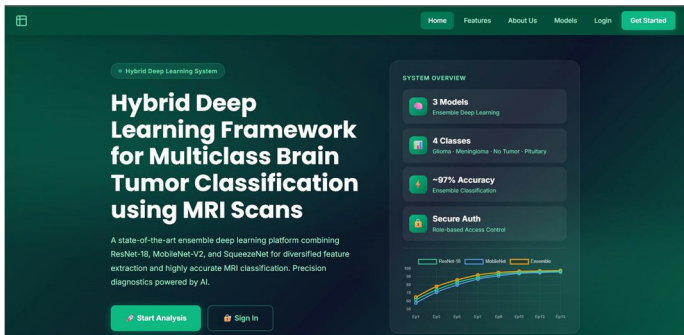 Home Features About Us Models Login Get Started
Hybrid Deep Learning System
Hybrid Deep
Learning Framework
for Multiclass Brain
Tumor Classification
using MRI Scans
A state-of-the-art ensemble deep learning platform combining
ResNet-18, MobileNet-V2, and SqueezeNet for diversified feature
extraction and highly accurate MRI classification. Precision
diagnostics powered by AI.
Start Analysis
Sign In
SYSTEM OVERVIEW
3 Models
Ensemble Deep Learning
4 Classes
Glioma · Meningioma · No Tumor · Pituitary
~97% Accuracy
Ensemble Classification
Secure Auth
Role-based Access Control
ResNet-18 MobileNet Ensemble
100
90
80
70
60
50
Ep1